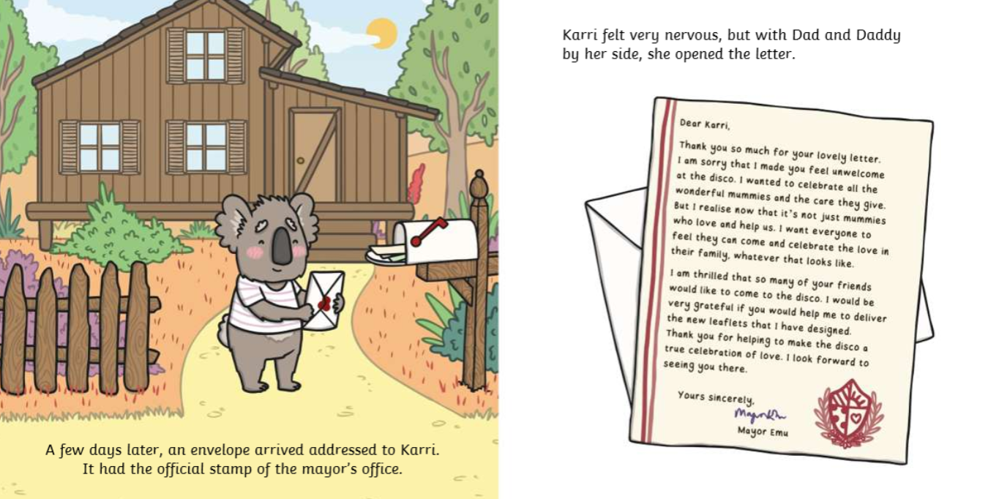 A few days later, an envelope arrived addressed to Karri.
It had the official stamp of the mayor's office.
Karri felt very nervous, but with Dad and Daddy
by her side, she opened the letter.
Dear Karri,
Thank you so much for your lovely letter.
I am sorry that I made you feel unwelcome
at the disco. I wanted to celebrate all the
wonderful mummies and the care they give.
But I realise now that it's not just mummies
who love and help us. I want everyone to
feel they can come and celebrate the love in
their family, whatever that looks like.
I am thrilled that so many of your friends
would like to come to the disco. I would be
very grateful if you would help me to deliver
the new leaflets that I have designed.
Thank you for helping to make the disco a
true celebration of love. I look forward to
seeing you there.
Yours sincerely,
Mayor Emu